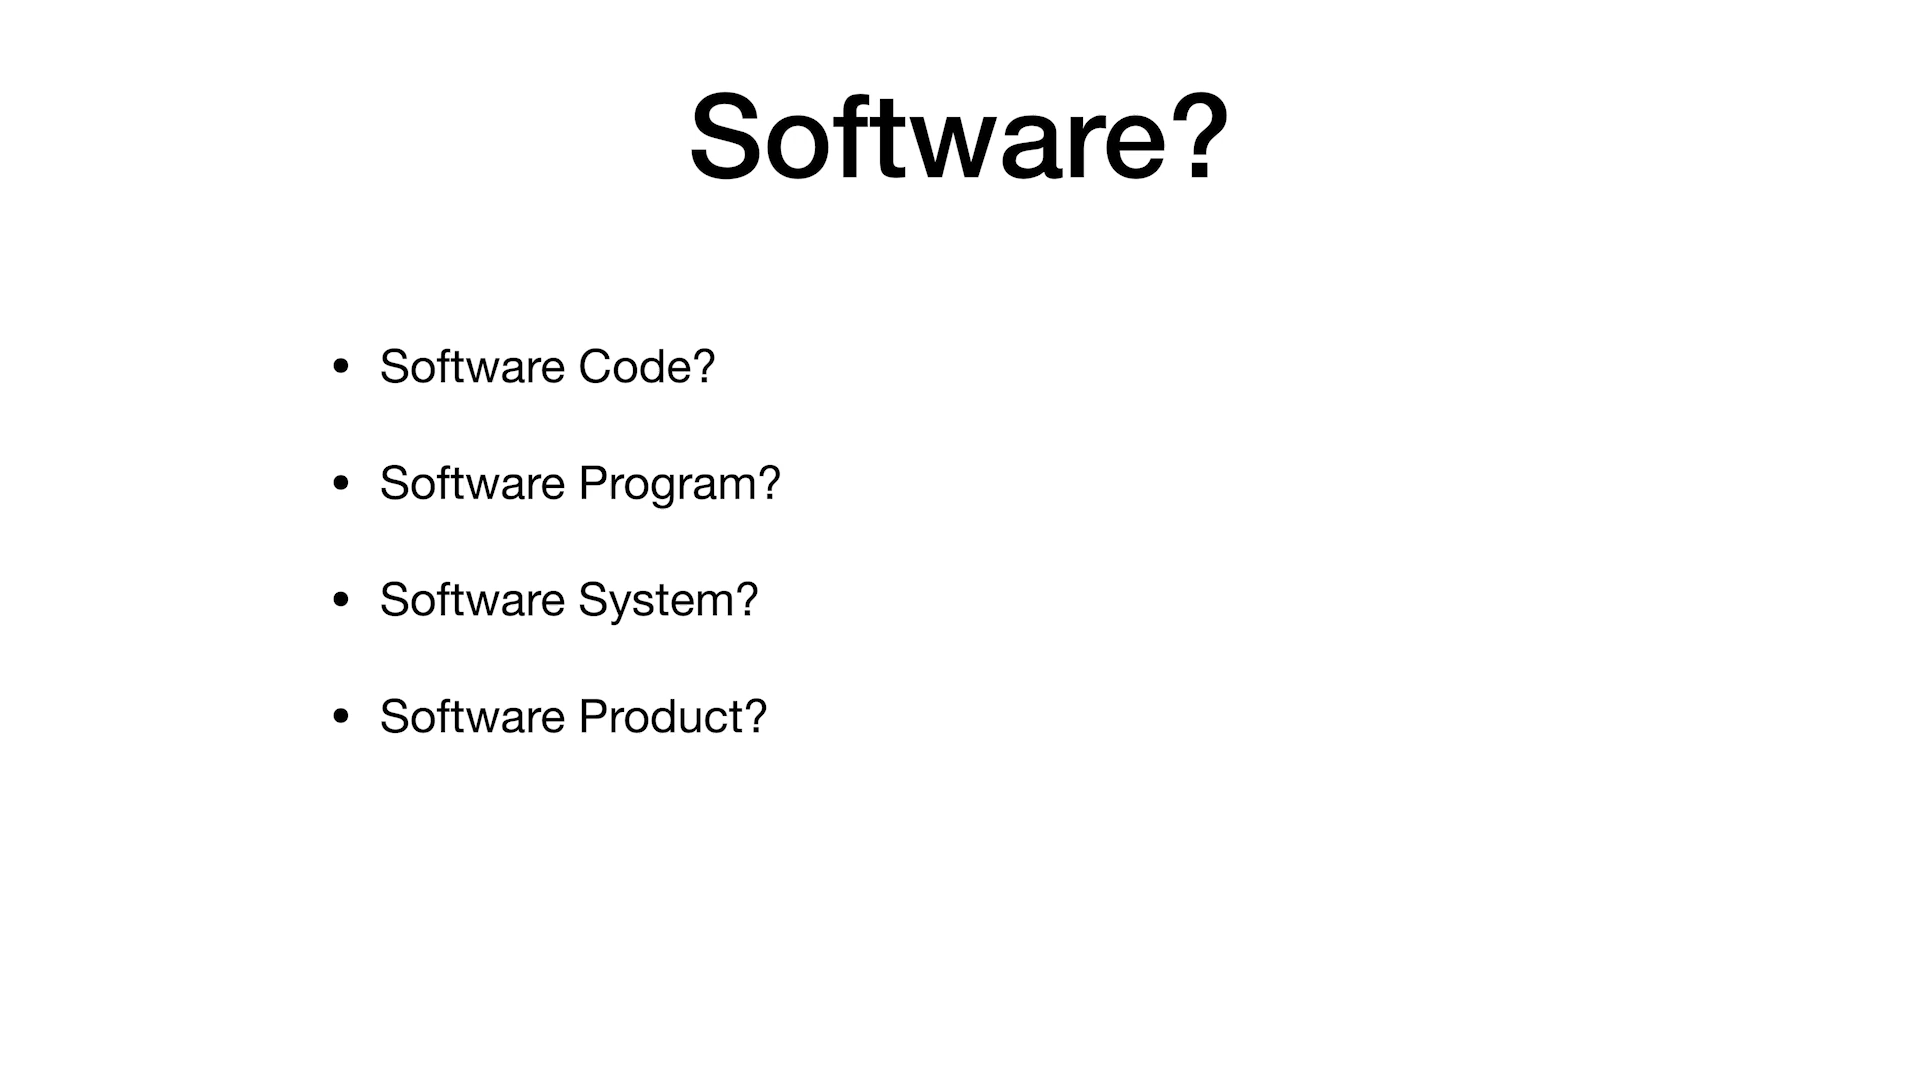 Software?
• Software Code?
• Software Program?
• Software System?
• Software Product?